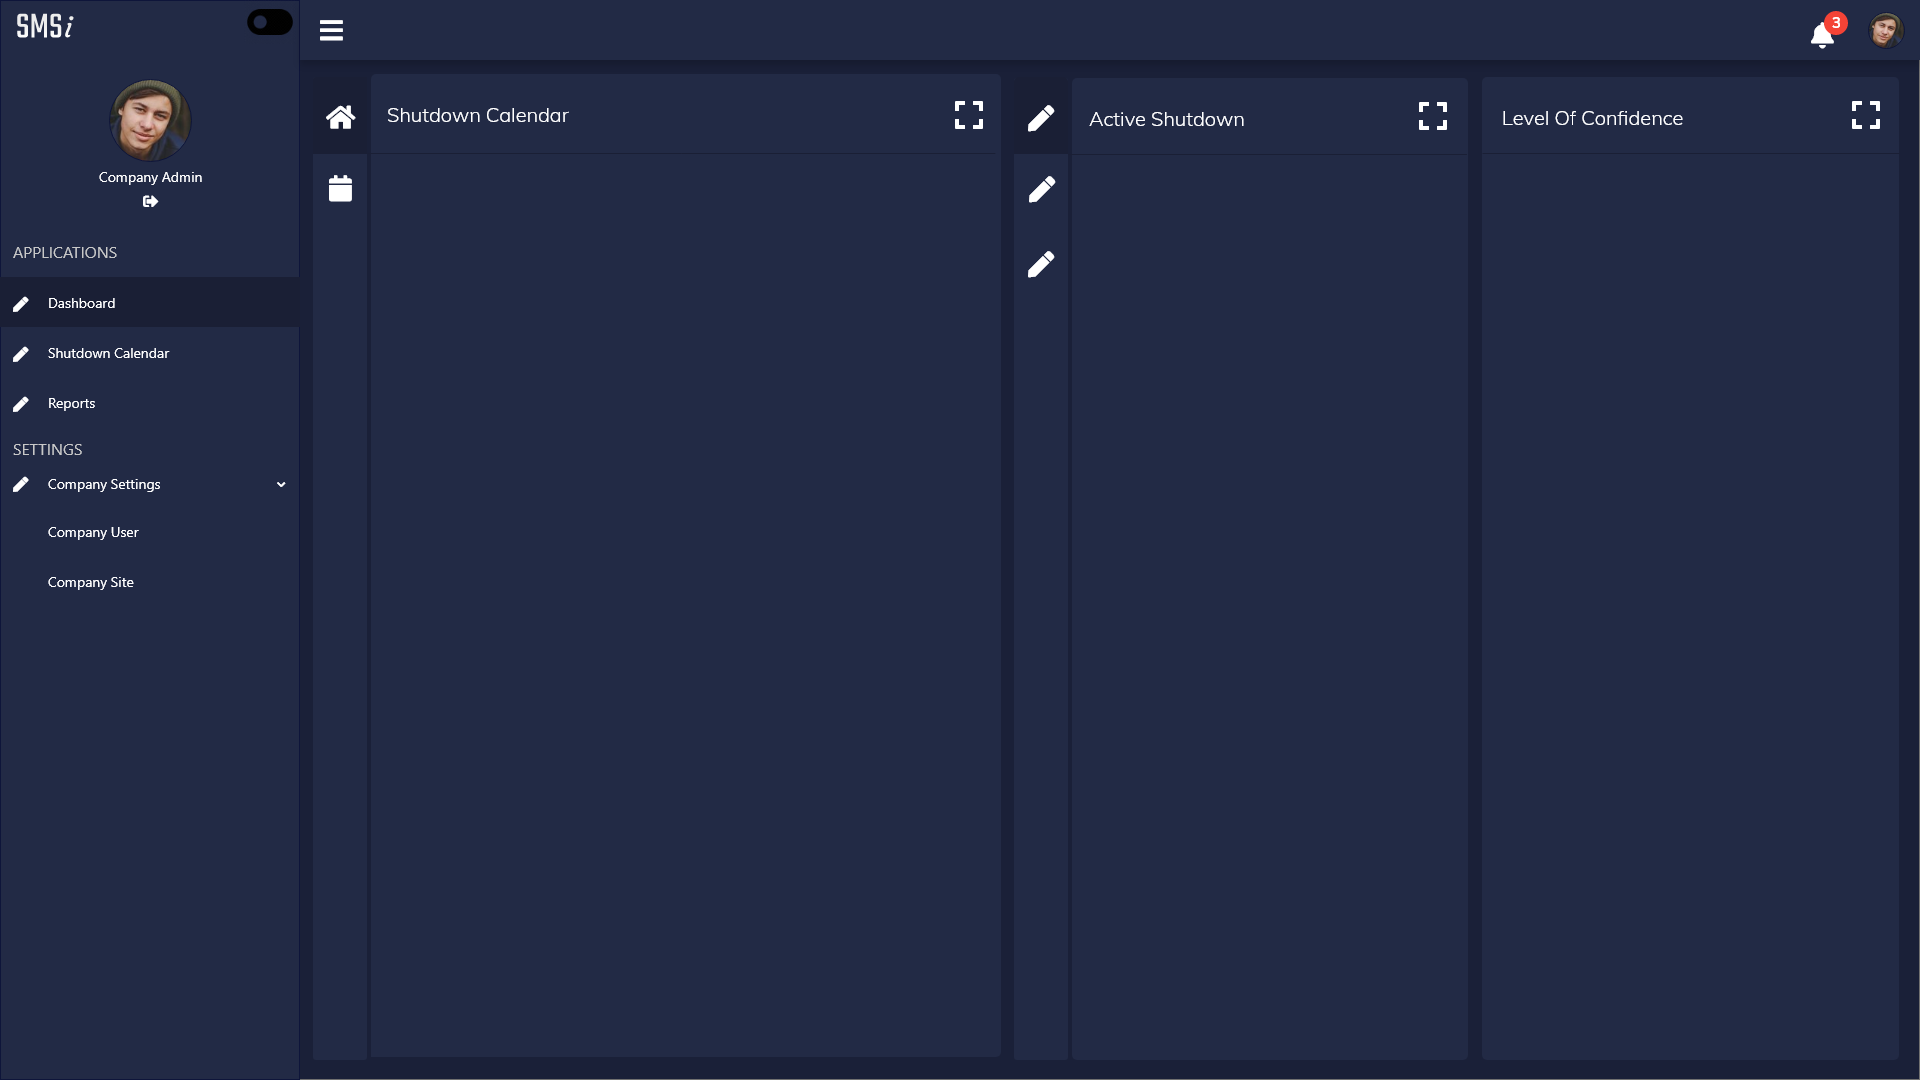 SMSi
3
Company Admin
APPLICATIONS
Dashboard
Shutdown Calendar
Reports
SETTINGS
Company Settings
Company User
Company Site
Shutdown Calendar
Active Shutdown
Level Of Confidence